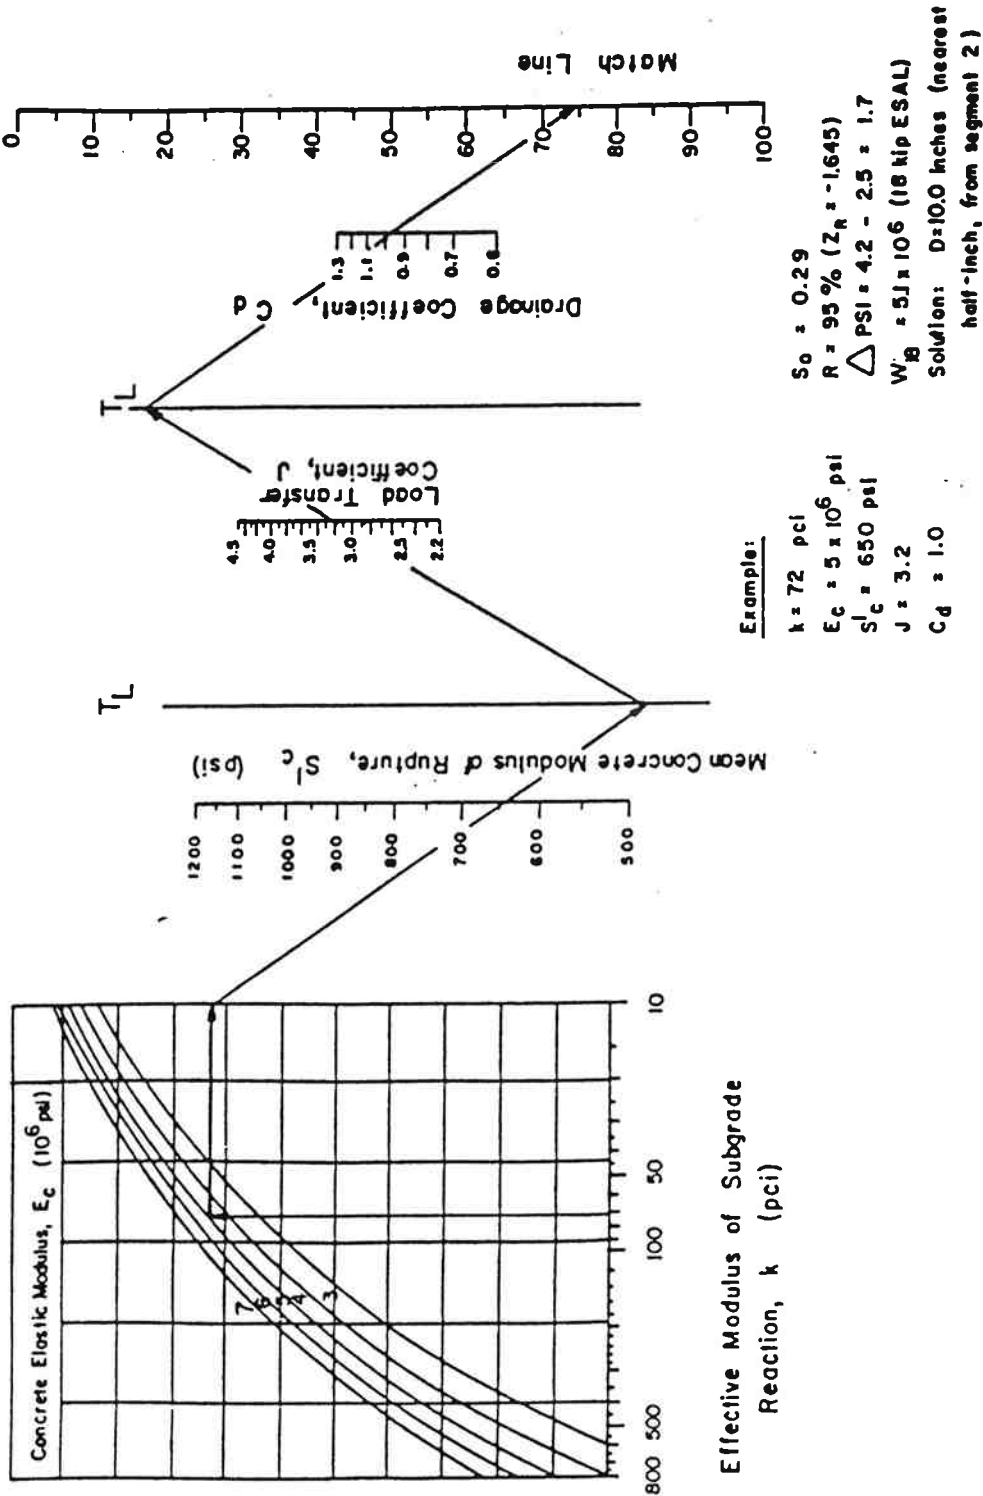 Concrete Elastic Modulus, Ec (10^6 psi)
7
6
5
4
3
800
500
100
50
10
Effective Modulus of Subgrade
Reaction, k (pci)
1200
1100
1000
900
800
700
600
500
Mean Concrete Modulus of Rupture, S'c (psi)
TL
4.5
4.0
3.5
3.0
2.5
2.2
Load Transfer
Coefficient, J
TL
1.3
1.1
0.9
0.7
0.6
Drainage Coefficient,
Cd
0
10
20
30
40
50
60
70
80
90
100
Match Line
Example:
k = 72 pci
Ec = 5 x 10^6 psi
S'c = 650 psi
J = 3.2
Cd = 1.0
So = 0.29
R = 95 % (ZR = -1.645)
△PSI = 4.2 - 2.5 = 1.7
W18 = 5.1 x 10^6 (18 kip ESAL)
Solution: D=10.0 inches (nearest
half-inch, from segment 2)